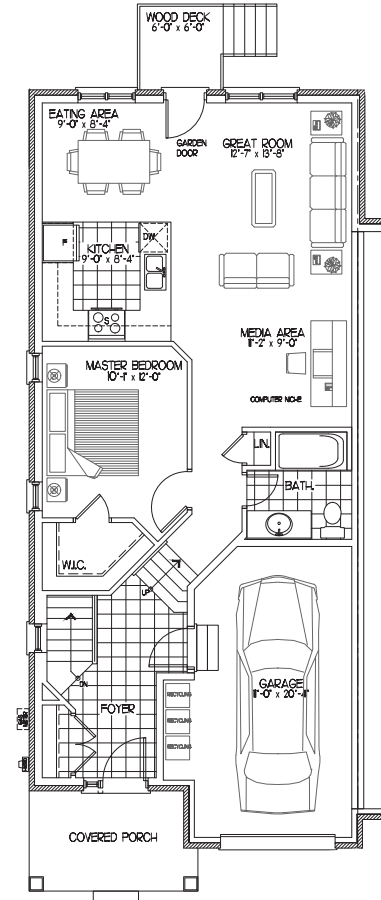 WOOD DECK
6'-0" x 6'-0"
EATING AREA
9'-0" x 8'-4"
GARDEN
DOOR
GREAT ROOM
12'-7" x 13'-8"
F
KITCHEN
9'-0" x 8'-4"
DW
S
MEDIA AREA
11'-2" x 9'-0"
MASTER BEDROOM
10'-1" x 12'-0"
COMPUTER NICHE
LIN.
BATH.
W.I.C.
UP
DN
FOYER
GARAGE
11'-0" x 20'-4"
RECYCLING
RECYCLING
RECYCLING
COVERED PORCH